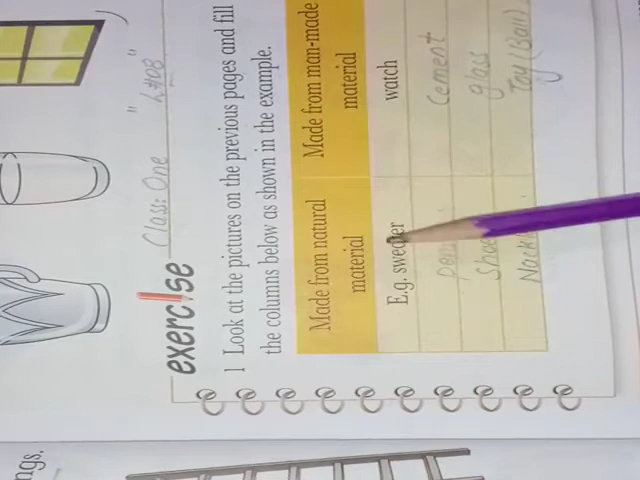 ngs.
Class: One
exercise
1 Look at the pictures on the previous pages and fill
the columns below as shown in the example.
Made from natural material
Made from man-made material
E.g. sweater
watch
Cement
glass
Toy (Ball)